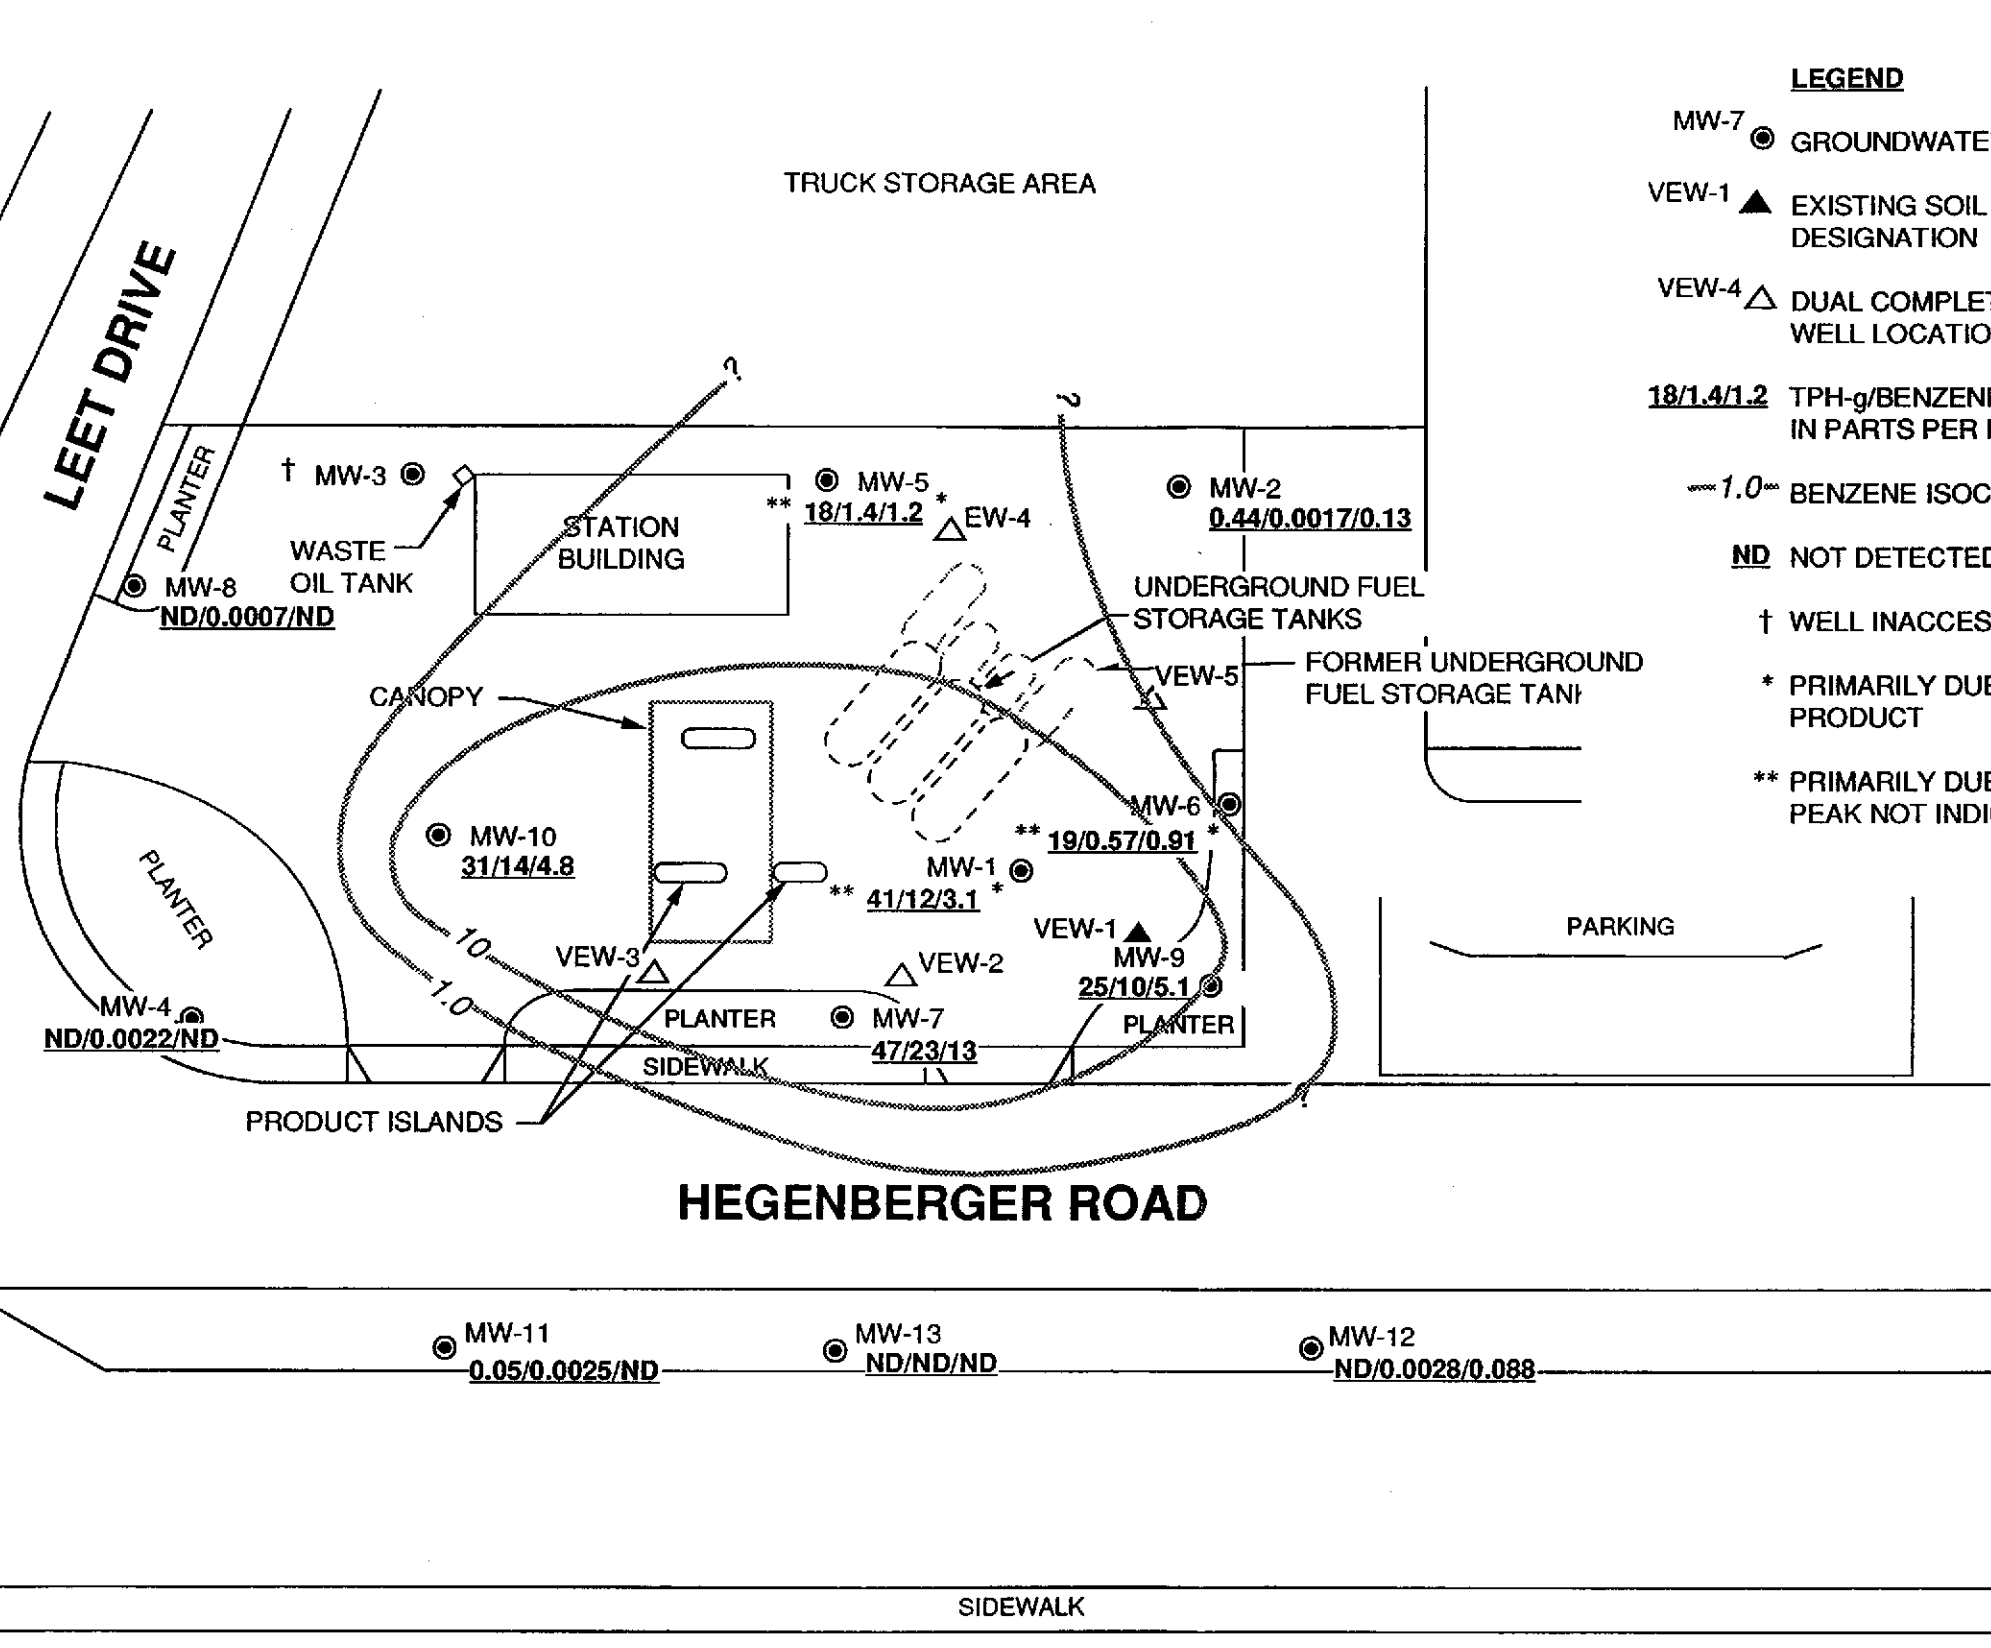 LEGEND
MW-7
GROUNDWATE
VEW-1
EXISTING SOIL
DESIGNATION
VEW-4
DUAL COMPLET
WELL LOCATIO
18/1.4/1.2
TPH-g/BENZENE
IN PARTS PER
1.0
BENZENE ISOC
ND
NOT DETECTED
†
WELL INACCES
*
PRIMARILY DUE
PRODUCT
**
PRIMARILY DUE
PEAK NOT INDI
TRUCK STORAGE AREA
LEET DRIVE
?
?
PLANTER
† MW-3
WASTE
OIL TANK
STATION
BUILDING
MW-5
** 18/1.4/1.2 *
EW-4
MW-2
0.44/0.0017/0.13
MW-8
ND/0.0007/ND
UNDERGROUND FUEL
STORAGE TANKS
FORMER UNDERGROUND
FUEL STORAGE TANK
VEW-5
CANOPY
MW-6
** 19/0.57/0.91 *
MW-10
31/14/4.8
MW-1
** 41/12/3.1 *
PLANTER
VEW-1
MW-9
25/10/5.1
PARKING
10
1.0
VEW-3
VEW-2
MW-4
ND/0.0022/ND
PLANTER
MW-7
47/23/13
PLANTER
SIDEWALK
?
PRODUCT ISLANDS
HEGENBERGER ROAD
MW-11
0.05/0.0025/ND
MW-13
ND/ND/ND
MW-12
ND/0.0028/0.088
SIDEWALK